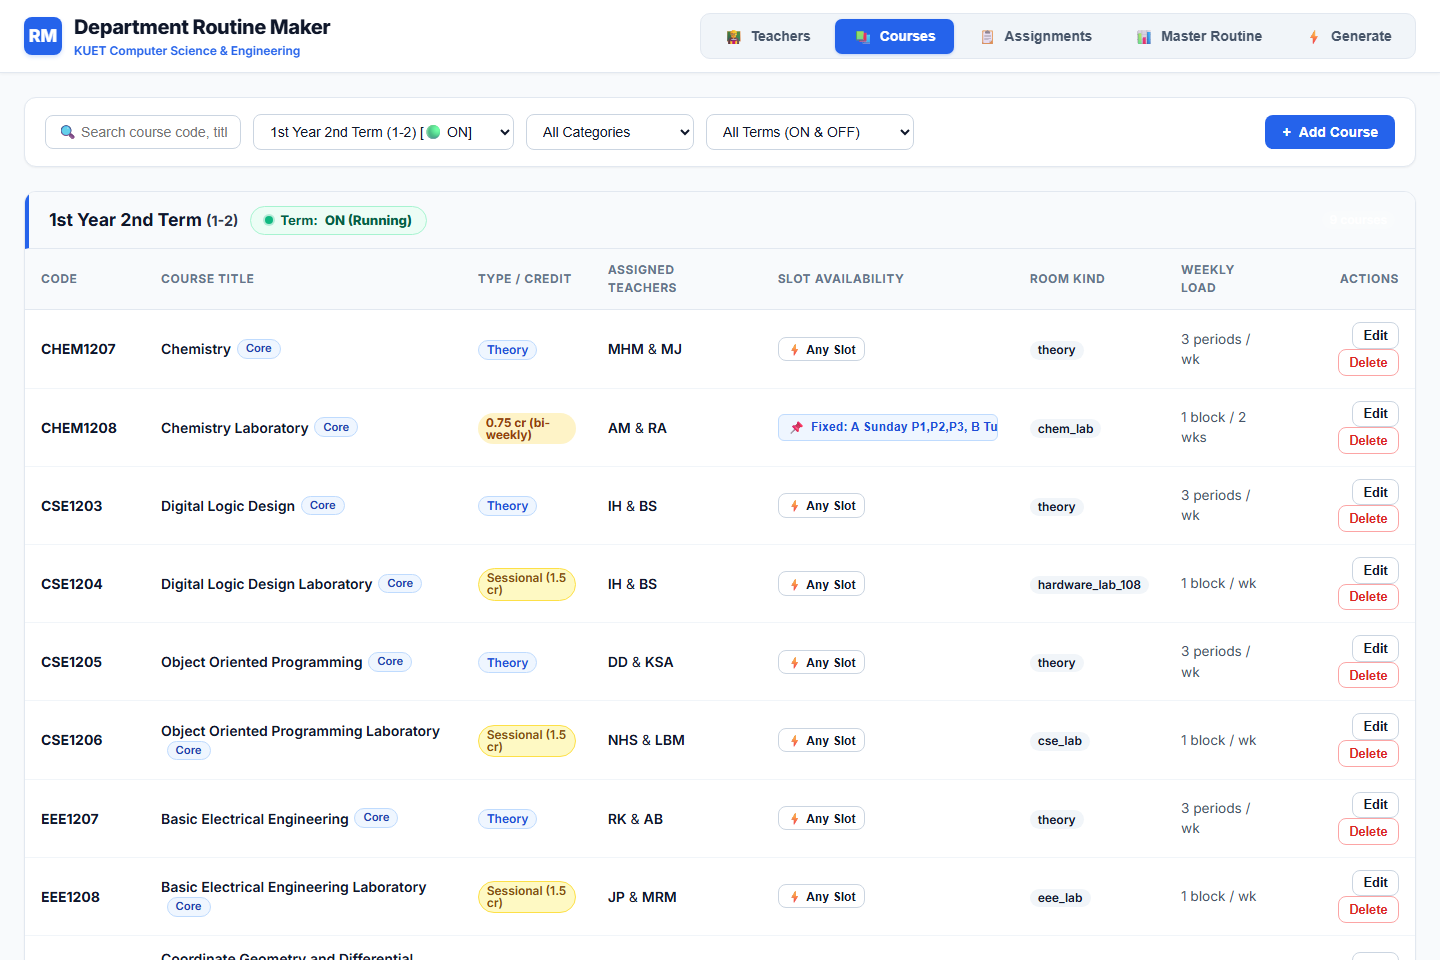 RM
Department Routine Maker
KUET Computer Science & Engineering
Teachers
Courses
Assignments
Master Routine
Generate
Search course code, titl
1st Year 2nd Term (1-2) [ ON]
All Categories
All Terms (ON & OFF)
+ Add Course
1st Year 2nd Term (1-2)
Term: ON (Running)
CODE
COURSE TITLE
TYPE / CREDIT
ASSIGNED
TEACHERS
SLOT AVAILABILITY
ROOM KIND
WEEKLY
LOAD
ACTIONS
CHEM1207
Chemistry Core
Theory
MHM & MJ
Any Slot
theory
3 periods /
wk
Edit
Delete
CHEM1208
Chemistry Laboratory Core
0.75 cr (bi-
weekly)
AM & RA
Fixed: A Sunday P1,P2,P3, B Tu
chem_lab
1 block / 2
wks
Edit
Delete
CSE1203
Digital Logic Design Core
Theory
IH & BS
Any Slot
theory
3 periods /
wk
Edit
Delete
CSE1204
Digital Logic Design Laboratory Core
Sessional (1.5
cr)
IH & BS
Any Slot
hardware_lab_108
1 block / wk
Edit
Delete
CSE1205
Object Oriented Programming Core
Theory
DD & KSA
Any Slot
theory
3 periods /
wk
Edit
Delete
CSE1206
Object Oriented Programming Laboratory
Core
Sessional (1.5
cr)
NHS & LBM
Any Slot
cse_lab
1 block / wk
Edit
Delete
EEE1207
Basic Electrical Engineering Core
Theory
RK & AB
Any Slot
theory
3 periods /
wk
Edit
Delete
EEE1208
Basic Electrical Engineering Laboratory
Core
Sessional (1.5
cr)
JP & MRM
Any Slot
eee_lab
1 block / wk
Edit
Delete
Coordinate Geometry and Differential